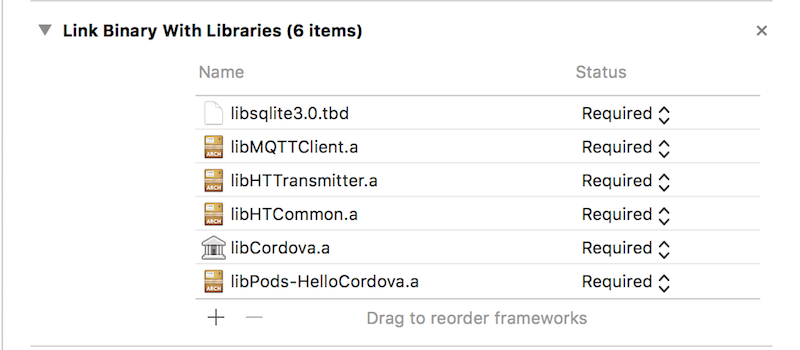 Link Binary With Libraries (6 items)
Name Status
libsqlite3.0.tbd Required
libMQTTClient.a Required
libHTTransmitter.a Required
libHTCommon.a Required
libCordova.a Required
libPods-HelloCordova.a Required
Drag to reorder frameworks